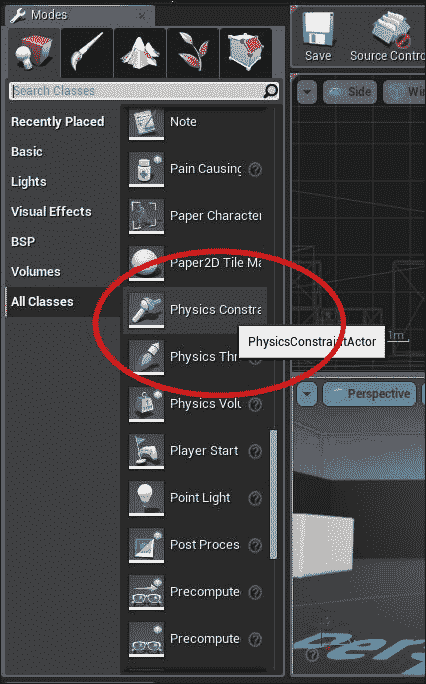 Modes
Save
Source Contro
Search Classes
Recently Placed
Basic
Lights
Visual Effects
BSP
Volumes
All Classes
Note
Pain Causing
Paper Character
Paper2D Tile Ma
Physics Constra
PhysicsConstraintActor
Physics Thr
Physics Volu
Player Start
Point Light
Post Proces
Precompute
Precompute
Side
Wir
1m
Perspective